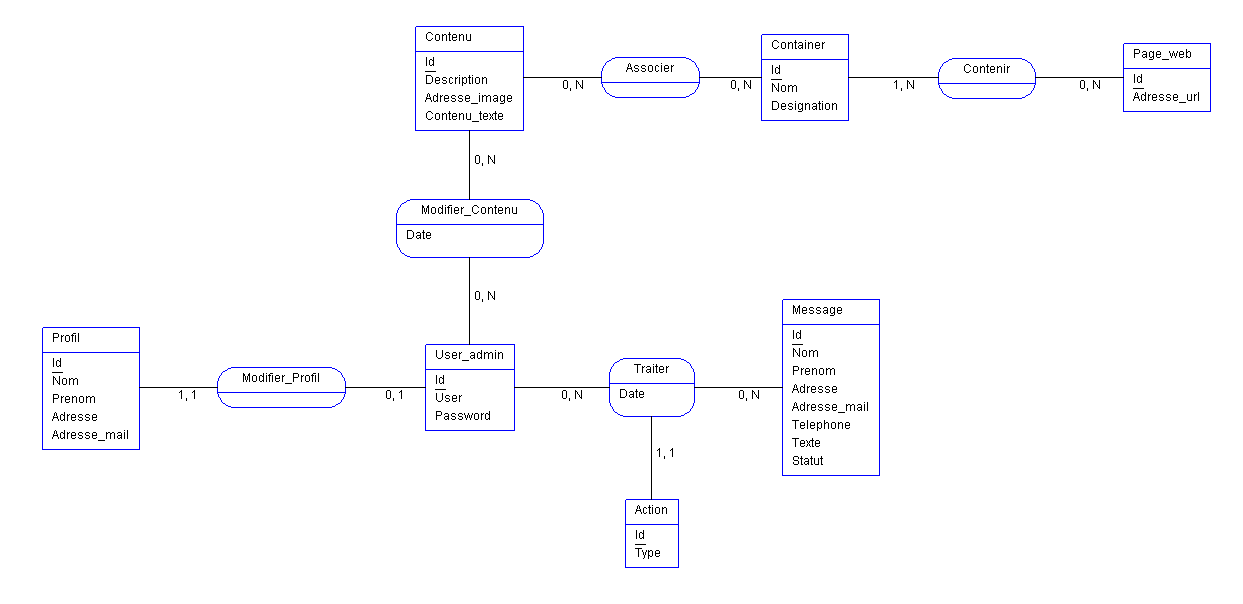 Contenu
Id
Description
Adresse_image
Contenu_texte
0, N
Associer
0, N
Container
Id
Nom
Designation
1, N
Contenir
0, N
Page_web
Id
Adresse_url
0, N
Modifier_Contenu
Date
0, N
Profil
Id
Nom
Prenom
Adresse
Adresse_mail
1, 1
Modifier_Profil
0, 1
User_admin
Id
User
Password
0, N
Traiter
Date
0, N
Message
Id
Nom
Prenom
Adresse
Adresse_mail
Telephone
Texte
Statut
1, 1
Action
Id
Type